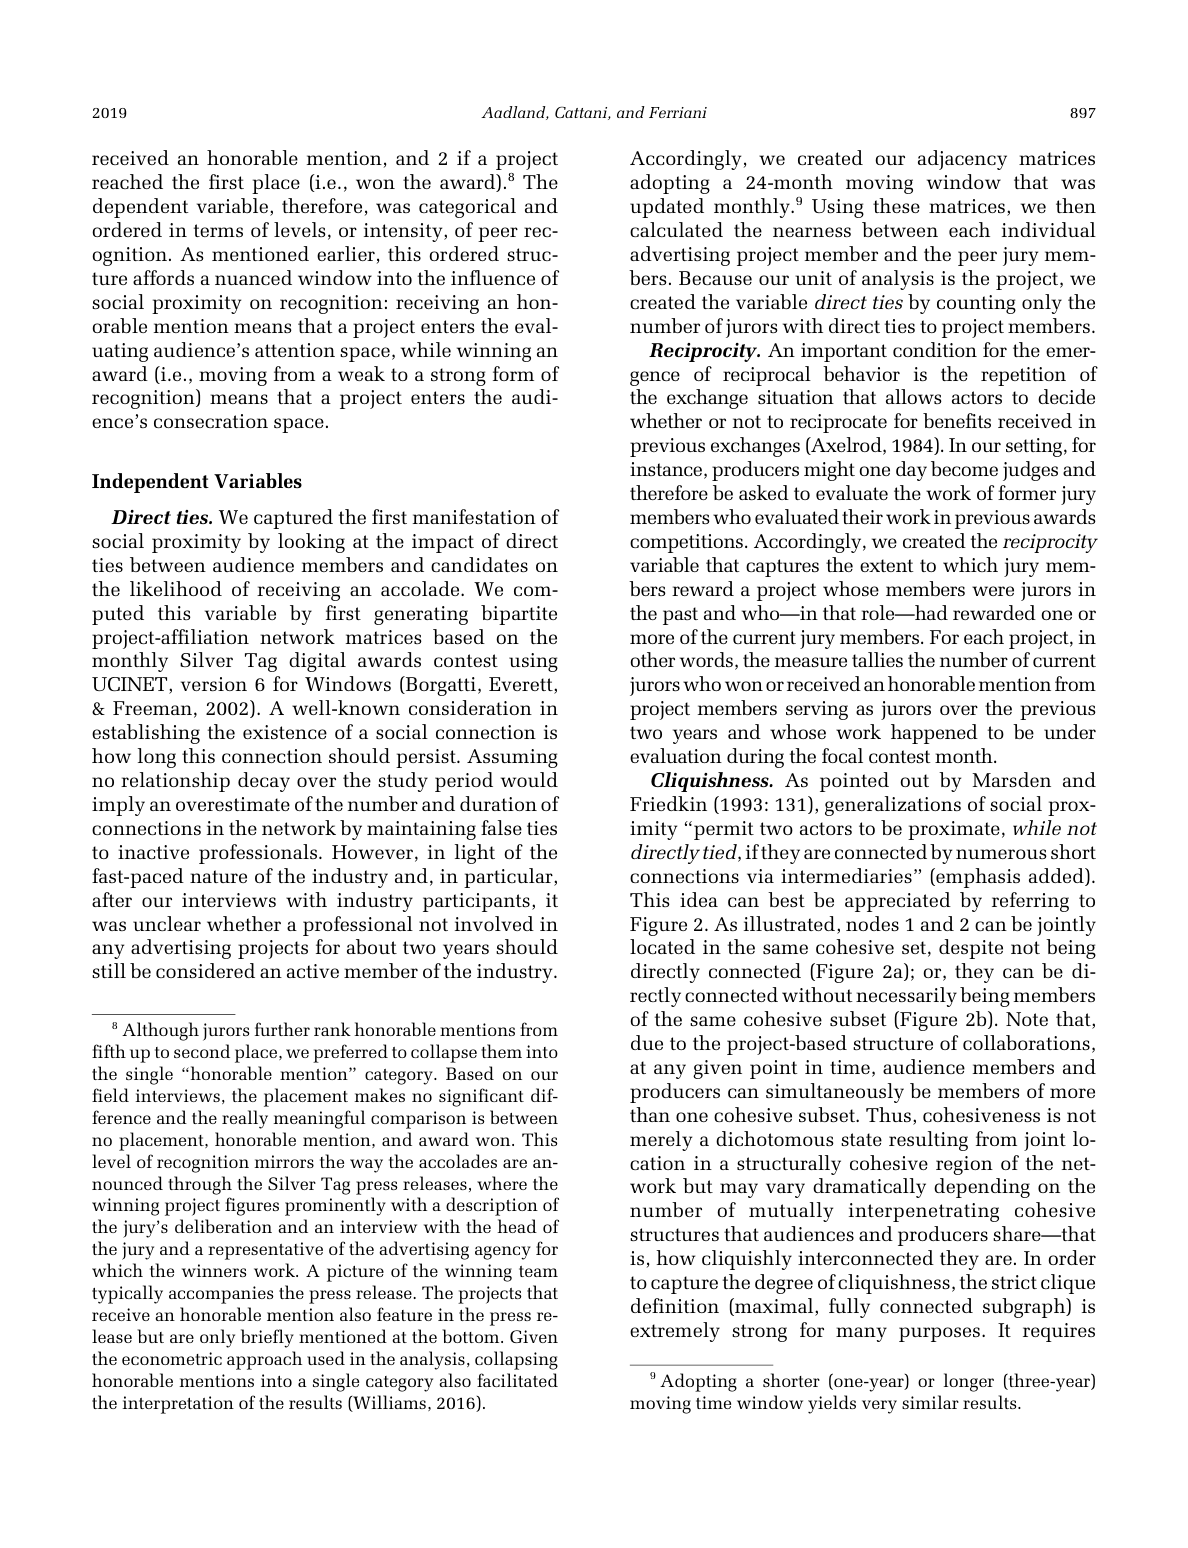 2019
Aadland, Cattani, and Ferriani
897
received an honorable mention, and 2 if a project
reached the first place (i.e., won the award).8 The
dependent variable, therefore, was categorical and
ordered in terms of levels, or intensity, of peer rec-
ognition. As mentioned earlier, this ordered struc-
ture affords a nuanced window into the influence of
social proximity on recognition: receiving an hon-
orable mention means that a project enters the eval-
uating audience’s attention space, while winning an
award (i.e., moving from a weak to a strong form of
recognition) means that a project enters the audi-
ence’s consecration space.
Independent Variables
Direct ties. We captured the first manifestation of
social proximity by looking at the impact of direct
ties between audience members and candidates on
the likelihood of receiving an accolade. We com-
puted this variable by first generating bipartite
project-affiliation network matrices based on the
monthly Silver Tag digital awards contest using
UCINET, version 6 for Windows (Borgatti, Everett,
& Freeman, 2002). A well-known consideration in
establishing the existence of a social connection is
how long this connection should persist. Assuming
no relationship decay over the study period would
imply an overestimate of the number and duration of
connections in the network by maintaining false ties
to inactive professionals. However, in light of the
fast-paced nature of the industry and, in particular,
after our interviews with industry participants, it
was unclear whether a professional not involved in
any advertising projects for about two years should
still be considered an active member of the industry.
8 Although jurors further rank honorable mentions from
fifth up to second place, we preferred to collapse them into
the single “honorable mention” category. Based on our
field interviews, the placement makes no significant dif-
ference and the really meaningful comparison is between
no placement, honorable mention, and award won. This
level of recognition mirrors the way the accolades are an-
nounced through the Silver Tag press releases, where the
winning project figures prominently with a description of
the jury’s deliberation and an interview with the head of
the jury and a representative of the advertising agency for
which the winners work. A picture of the winning team
typically accompanies the press release. The projects that
receive an honorable mention also feature in the press re-
lease but are only briefly mentioned at the bottom. Given
the econometric approach used in the analysis, collapsing
honorable mentions into a single category also facilitated
the interpretation of the results (Williams, 2016).
Accordingly, we created our adjacency matrices
adopting a 24-month moving window that was
updated monthly.9 Using these matrices, we then
calculated the nearness between each individual
advertising project member and the peer jury mem-
bers. Because our unit of analysis is the project, we
created the variable direct ties by counting only the
number of jurors with direct ties to project members.
Reciprocity. An important condition for the emer-
gence of reciprocal behavior is the repetition of
the exchange situation that allows actors to decide
whether or not to reciprocate for benefits received in
previous exchanges (Axelrod, 1984). In our setting, for
instance, producers might one day become judges and
therefore be asked to evaluate the work of former jury
members who evaluated their work in previous awards
competitions. Accordingly, we created the reciprocity
variable that captures the extent to which jury mem-
bers reward a project whose members were jurors in
the past and who—in that role—had rewarded one or
more of the current jury members. For each project, in
other words, the measure tallies the number of current
jurors who won or received an honorable mention from
project members serving as jurors over the previous
two years and whose work happened to be under
evaluation during the focal contest month.
Cliquishness. As pointed out by Marsden and
Friedkin (1993: 131), generalizations of social prox-
imity “permit two actors to be proximate, while not
directly tied, if they are connected by numerous short
connections via intermediaries” (emphasis added).
This idea can best be appreciated by referring to
Figure 2. As illustrated, nodes 1 and 2 can be jointly
located in the same cohesive set, despite not being
directly connected (Figure 2a); or, they can be di-
rectly connected without necessarily being members
of the same cohesive subset (Figure 2b). Note that,
due to the project-based structure of collaborations,
at any given point in time, audience members and
producers can simultaneously be members of more
than one cohesive subset. Thus, cohesiveness is not
merely a dichotomous state resulting from joint lo-
cation in a structurally cohesive region of the net-
work but may vary dramatically depending on the
number of mutually interpenetrating cohesive
structures that audiences and producers share—that
is, how cliquishly interconnected they are. In order
to capture the degree of cliquishness, the strict clique
definition (maximal, fully connected subgraph) is
extremely strong for many purposes. It requires
9 Adopting a shorter (one-year) or longer (three-year)
moving time window yields very similar results.